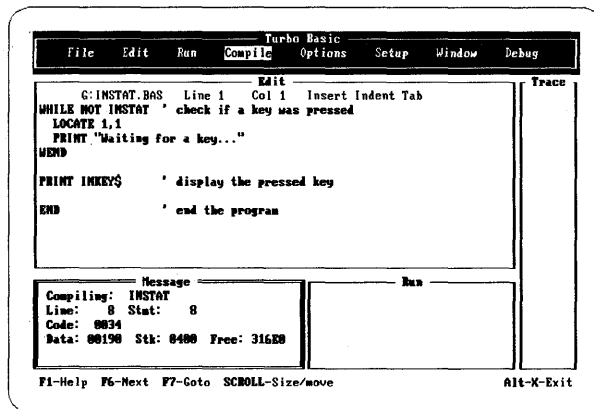 Turbo Basic
File Edit Run Compile Options Setup Window Debug
Edit
Trace
G:INSTAT.BAS Line 1 Col 1 Insert Indent Tab
WHILE NOT INSTAT ' check if a key was pressed
LOCATE 1,1
PRINT "Waiting for a key..."
WEND
PRINT INKEY$ ' display the pressed key
END ' end the program
Message
Run
Compiling: INSTAT
Line: 8 Stmt: 8
Code: 0034
Data: 00190 Stk: 0400 Free: 316E0
F1-Help F6-Next F7-Goto SCROLL-Size/move Alt-X-Exit